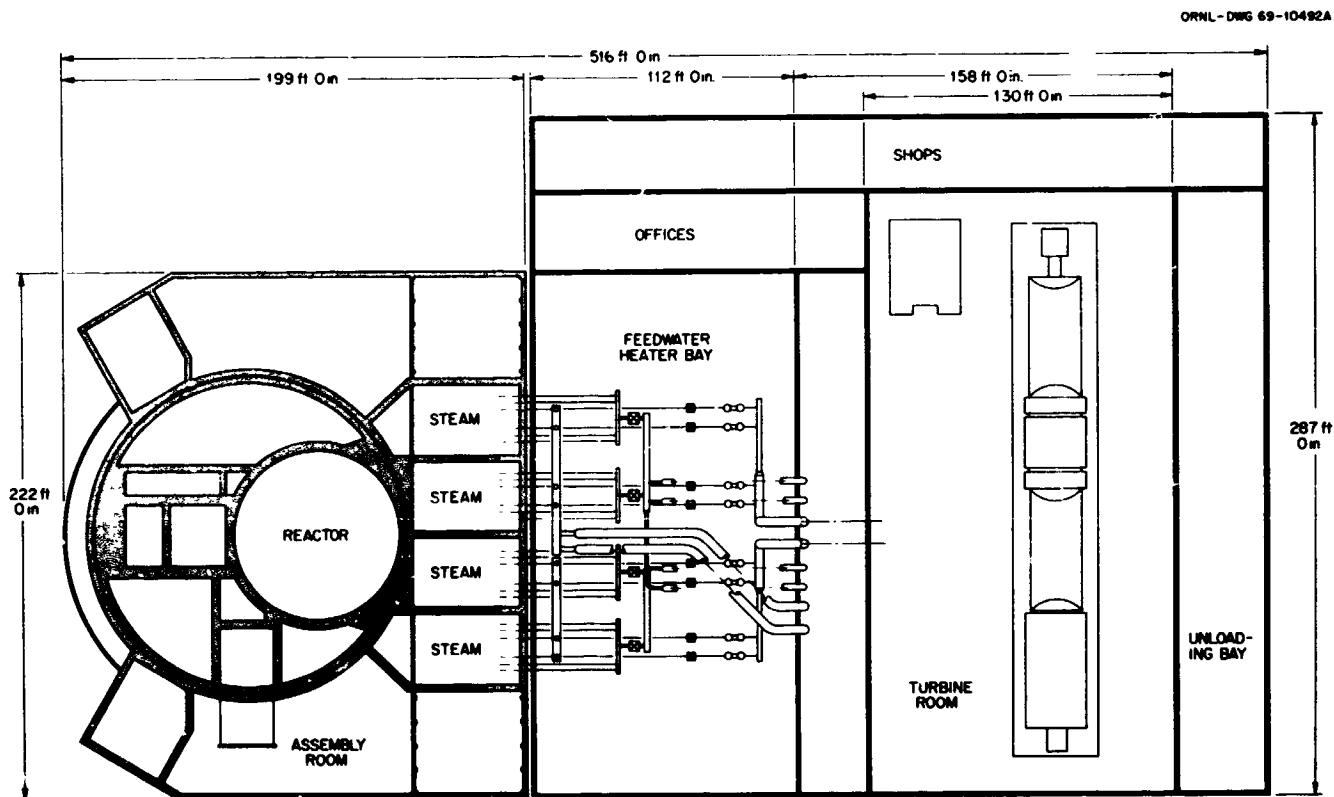 ORNL-DWG 69-10492A
516 ft 0 in
199 ft 0 in
112 ft 0 in.
158 ft 0 in.
130 ft 0 in
SHOPS
OFFICES
FEEDWATER
HEATER BAY
222 ft
0 in
287 ft
0 in
STEAM
STEAM
REACTOR
STEAM
STEAM
UNLOAD-
ING BAY
TURBINE
ROOM
ASSEMBLY
ROOM